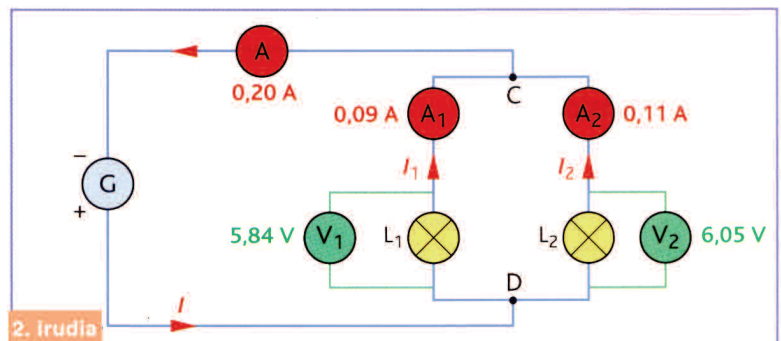 A
0,20 A
C
0,09 A
A₁
A₂
0,11 A
I₁
I₂
−
G
+
5,84 V
V₁
L₁
L₂
V₂
6,05 V
D
I
2. irudia